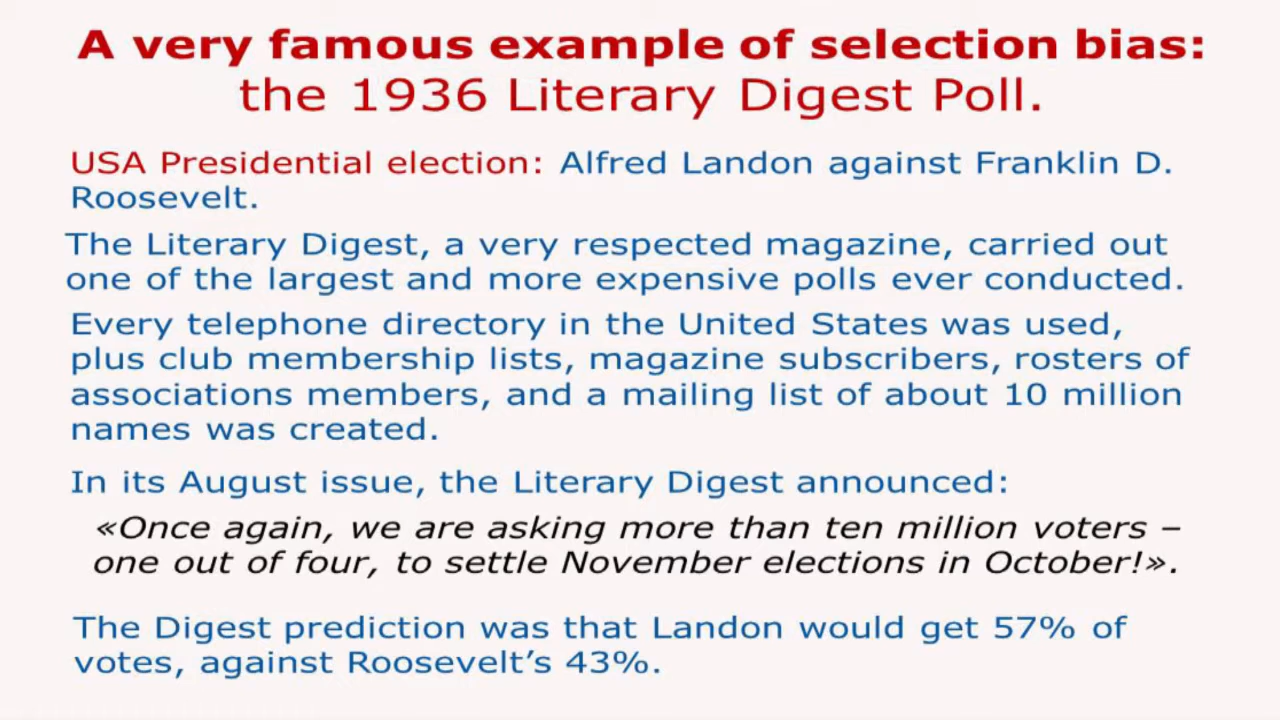 A very famous example of selection bias:
the 1936 Literary Digest Poll.
USA Presidential election: Alfred Landon against Franklin D.
Roosevelt.
The Literary Digest, a very respected magazine, carried out
one of the largest and more expensive polls ever conducted.
Every telephone directory in the United States was used,
plus club membership lists, magazine subscribers, rosters of
associations members, and a mailing list of about 10 million
names was created.
In its August issue, the Literary Digest announced:
«Once again, we are asking more than ten million voters –
one out of four, to settle November elections in October!».
The Digest prediction was that Landon would get 57% of
votes, against Roosevelt’s 43%.